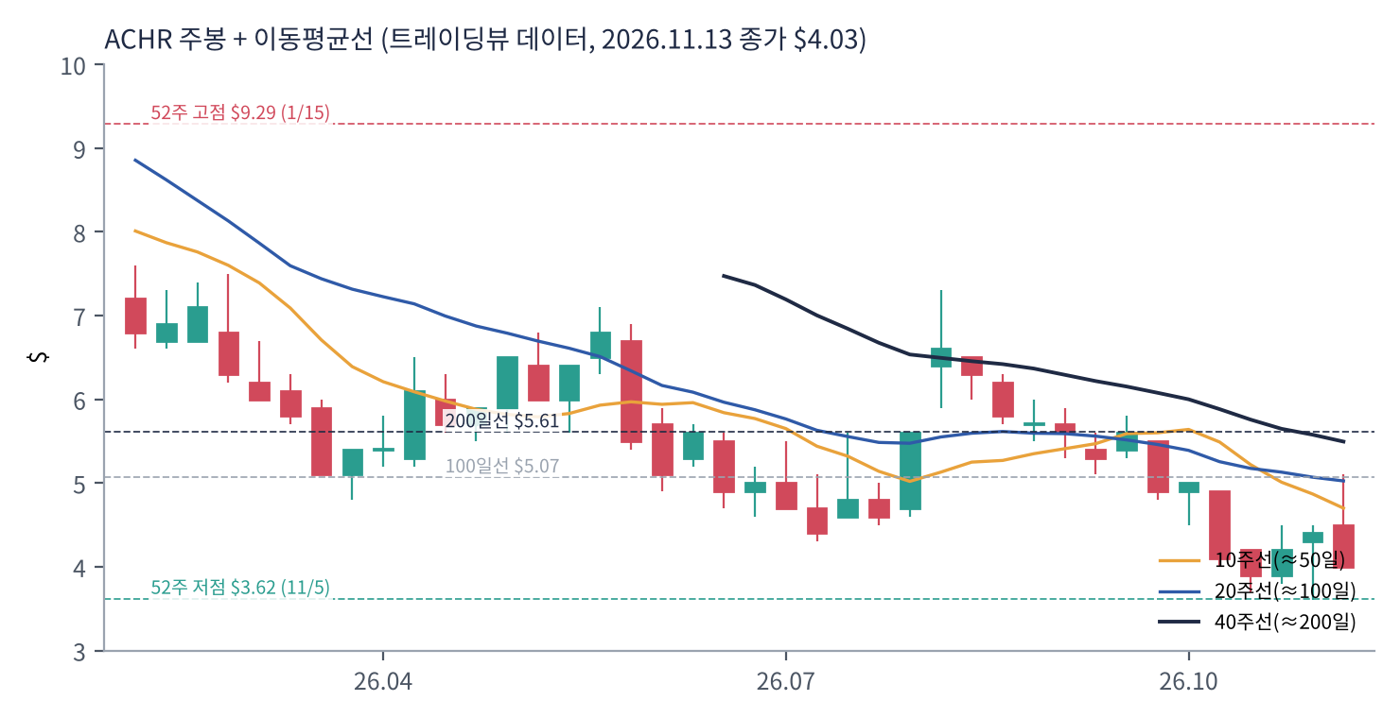 ACHR 주봉 + 이동평균선 (트레이딩뷰 데이터, 2026.11.13 종가 $4.03)
10
52주 고점 $9.29 (1/15)
9
8
7
$
6
200일선 $5.61
100일선 $5.07
5
4
10주선(≈50일)
52주 저점 $3.62 (11/5)
20주선(≈100일)
40주선(≈200일)
3
26.04
26.07
26.10